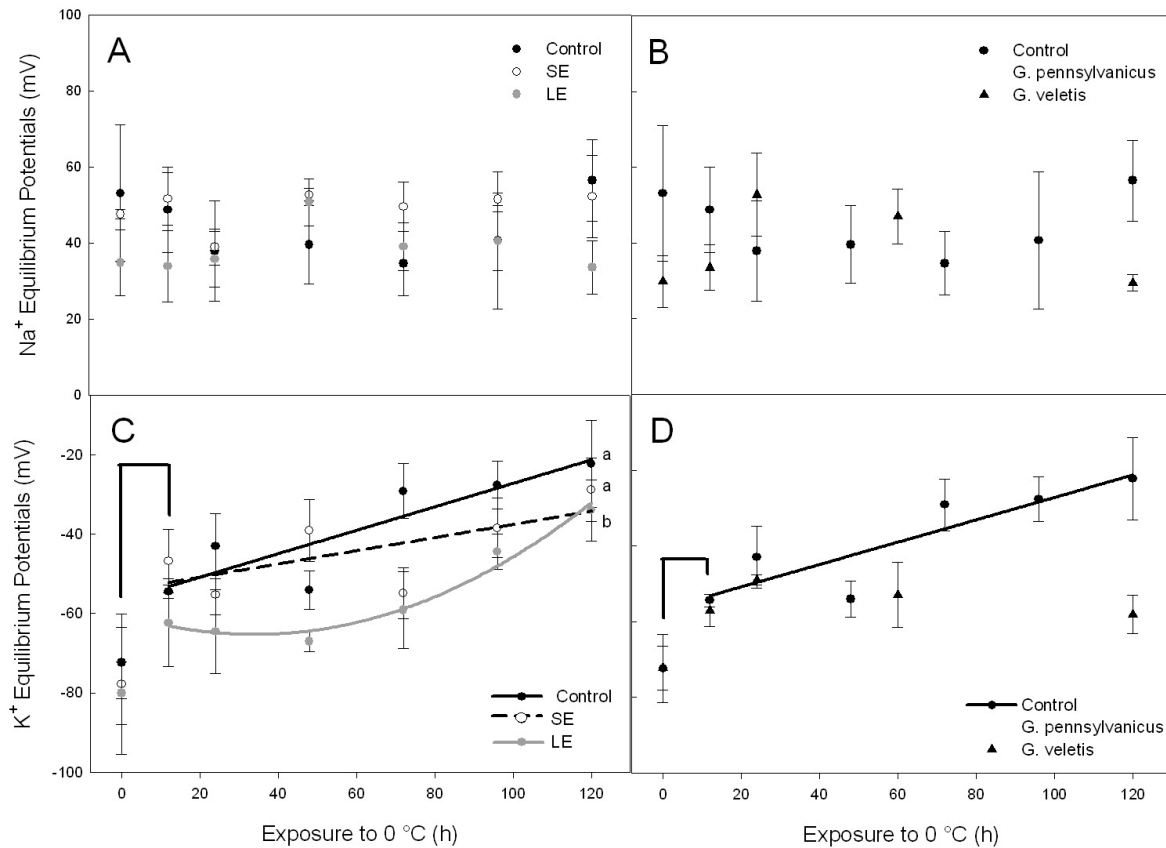 Na+ Equilibrium Potentials (mV)
100
80
60
40
20
0
A
Control
SE
LE
B
Control
G. pennsylvanicus
G. veletis
K+ Equilibrium Potentials (mV)
-20
-40
-60
-80
-100
C
a
a
b
Control
SE
LE
0
20
40
60
80
100
120
Exposure to 0 °C (h)
D
Control
G. pennsylvanicus
G. veletis
0
20
40
60
80
100
120
Exposure to 0 °C (h)